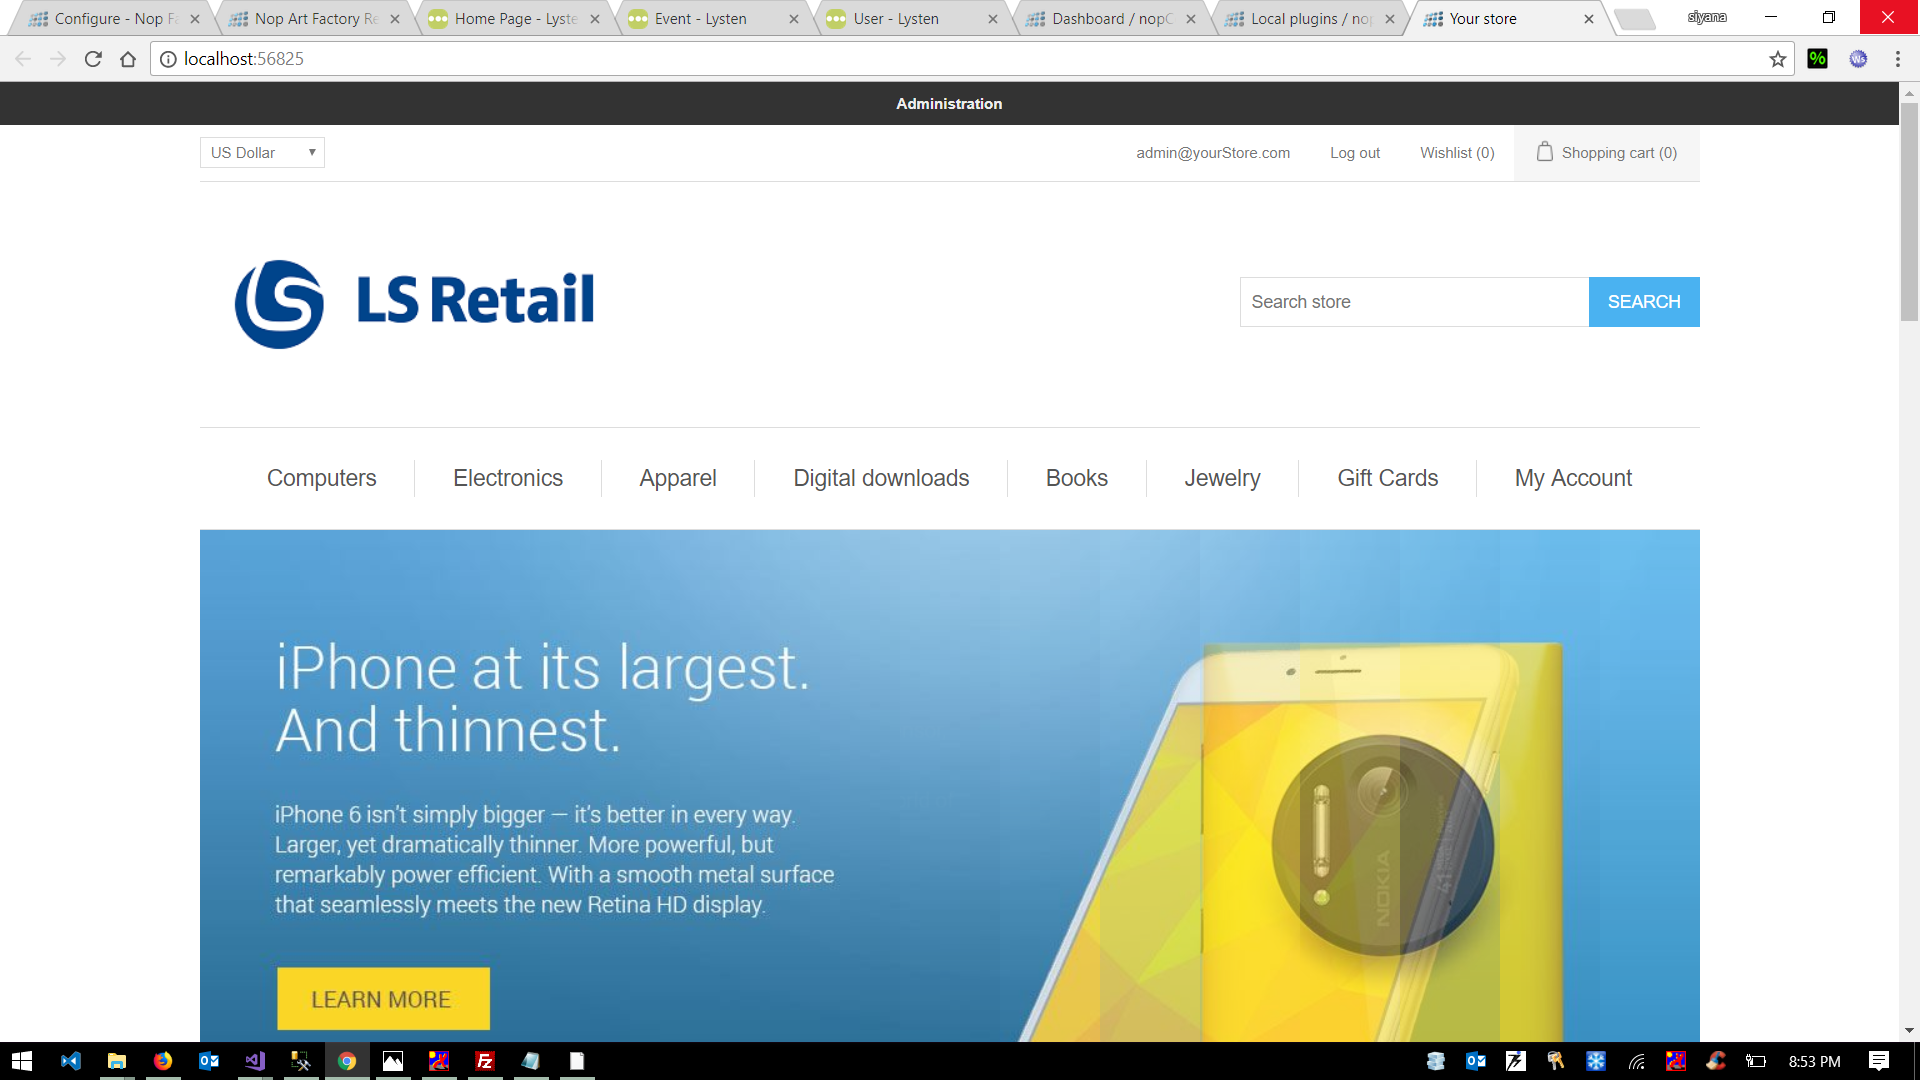 Configure - Nop Fa
Nop Art Factory Re
Home Page - Lyste
Event - Lysten
User - Lysten
Dashboard / nopC
Local plugins / nop
Your store
siyana
localhost:56825
%
Ws
Administration
US Dollar
admin@yourStore.com
Log out
Wishlist (0)
Shopping cart (0)
LS Retail
Search store
SEARCH
Computers
Electronics
Apparel
Digital downloads
Books
Jewelry
Gift Cards
My Account
iPhone at its largest.
And thinnest.
iPhone 6 isn't simply bigger — it's better in every way.
Larger, yet dramatically thinner. More powerful, but
remarkably power efficient. With a smooth metal surface
that seamlessly meets the new Retina HD display.
LEARN MORE
NOKIA
8:53 PM